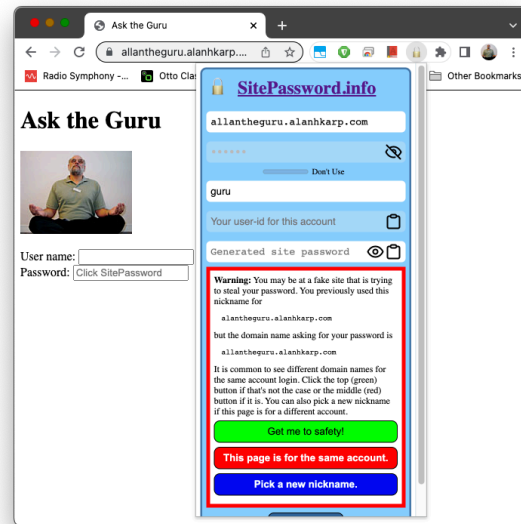 Ask the Guru
allantheguru.alanhkarp....
Radio Symphony -...
Otto Clas
Other Bookmarks
Ask the Guru
User name:
Password: Click SitePassword
SitePassword.info
allantheguru.alanhkarp.com
Don't Use
guru
Your user-id for this account
Generated site password
Warning: You may be at a fake site that is trying
to steal your password. You previously used this
nickname for
alantheguru.alanhkarp.com
but the domain name asking for your password is
allantheguru.alanhkarp.com
It is common to see different domain names for
the same account login. Click the top (green)
button if that's not the case or the middle (red)
button if it is. You can also pick a new nickname
if this page is for a different account.
Get me to safety!
This page is for the same account.
Pick a new nickname.